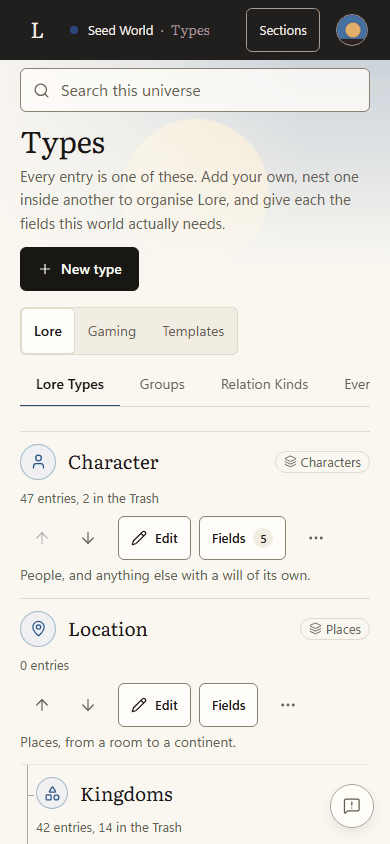 L
Seed World · Types
Sections
Search this universe
Types
Every entry is one of these. Add your own, nest one
inside another to organise Lore, and give each the
fields this world actually needs.
New type
Lore
Gaming
Templates
Lore Types
Groups
Relation Kinds
Ever
Character
Characters
47 entries, 2 in the Trash
Edit
Fields 5
People, and anything else with a will of its own.
Location
Places
0 entries
Edit
Fields
Places, from a room to a continent.
Kingdoms
42 entries, 14 in the Trash